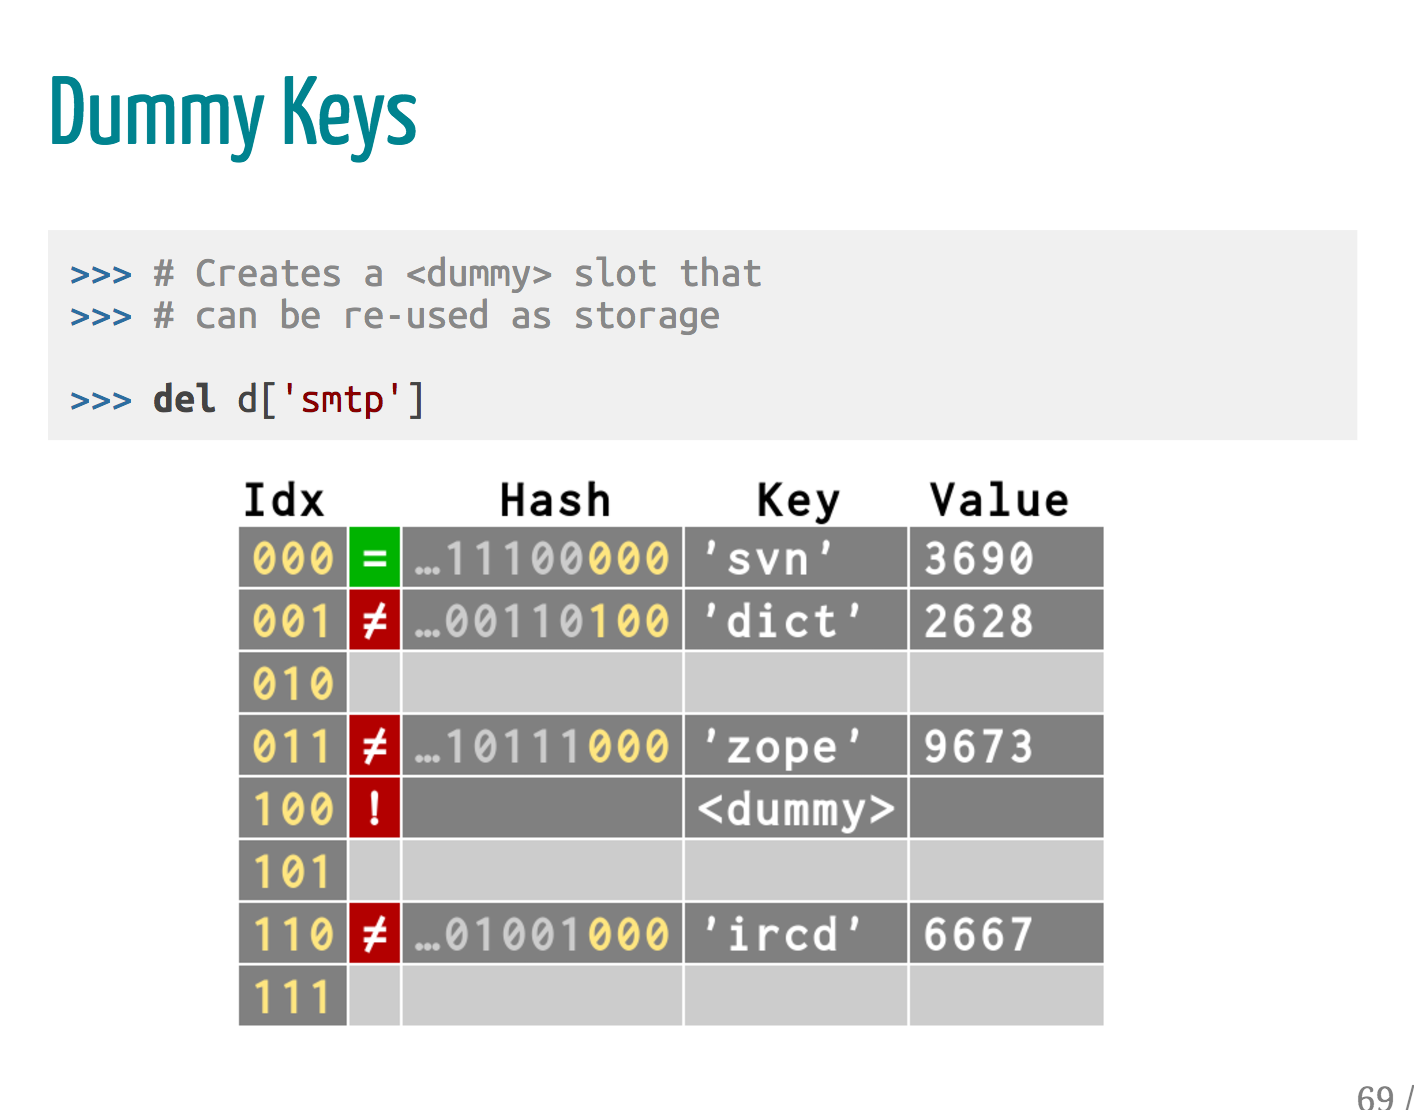 Dummy Keys
>>> # Creates a <dummy> slot that
>>> # can be re-used as storage
>>> del d['smtp']
Idx Hash Key Value
000 = …11100000 'svn' 3690
001 ≠ …00110100 'dict' 2628
010
011 ≠ …10111000 'zope' 9673
100 ! <dummy>
101
110 ≠ …01001000 'ircd' 6667
111
69 /